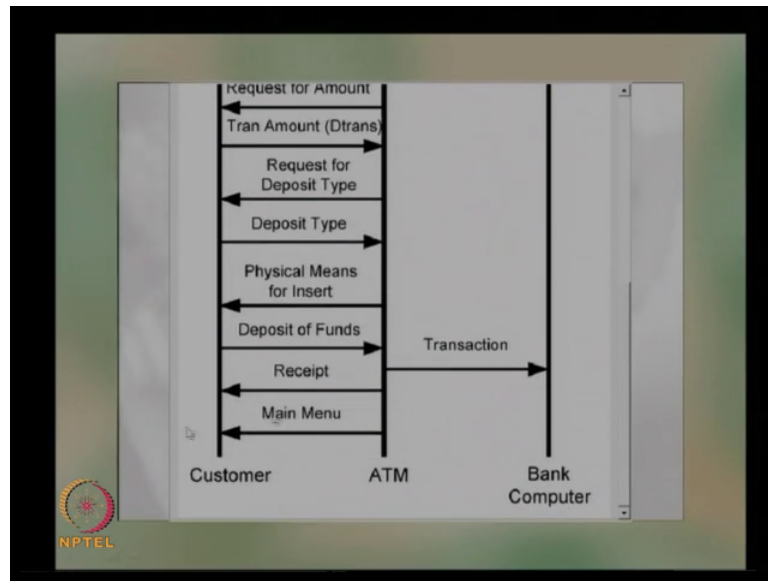 Request for Amount
Tran Amount (Dtrans)
Request for
Deposit Type
Deposit Type
Physical Means
for Insert
Deposit of Funds
Transaction
Receipt
Main Menu
Customer
ATM
Bank
Computer
NPTEL